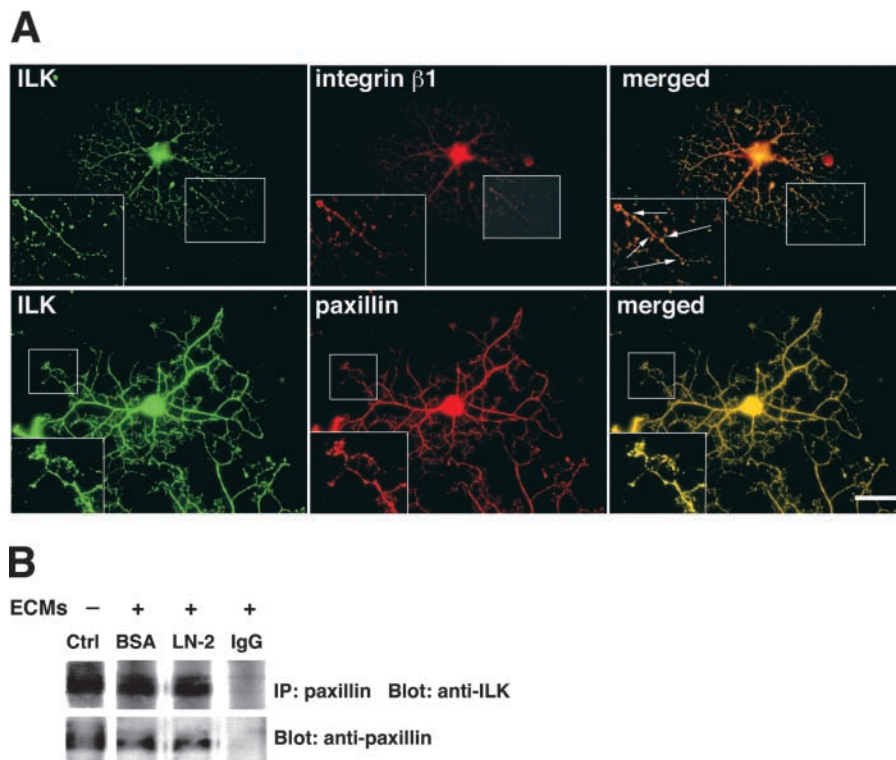 A
ILK integrin β1 merged
ILK paxillin merged
B
ECMs – + + +
Ctrl BSA LN-2 IgG
IP: paxillin Blot: anti-ILK
Blot: anti-paxillin